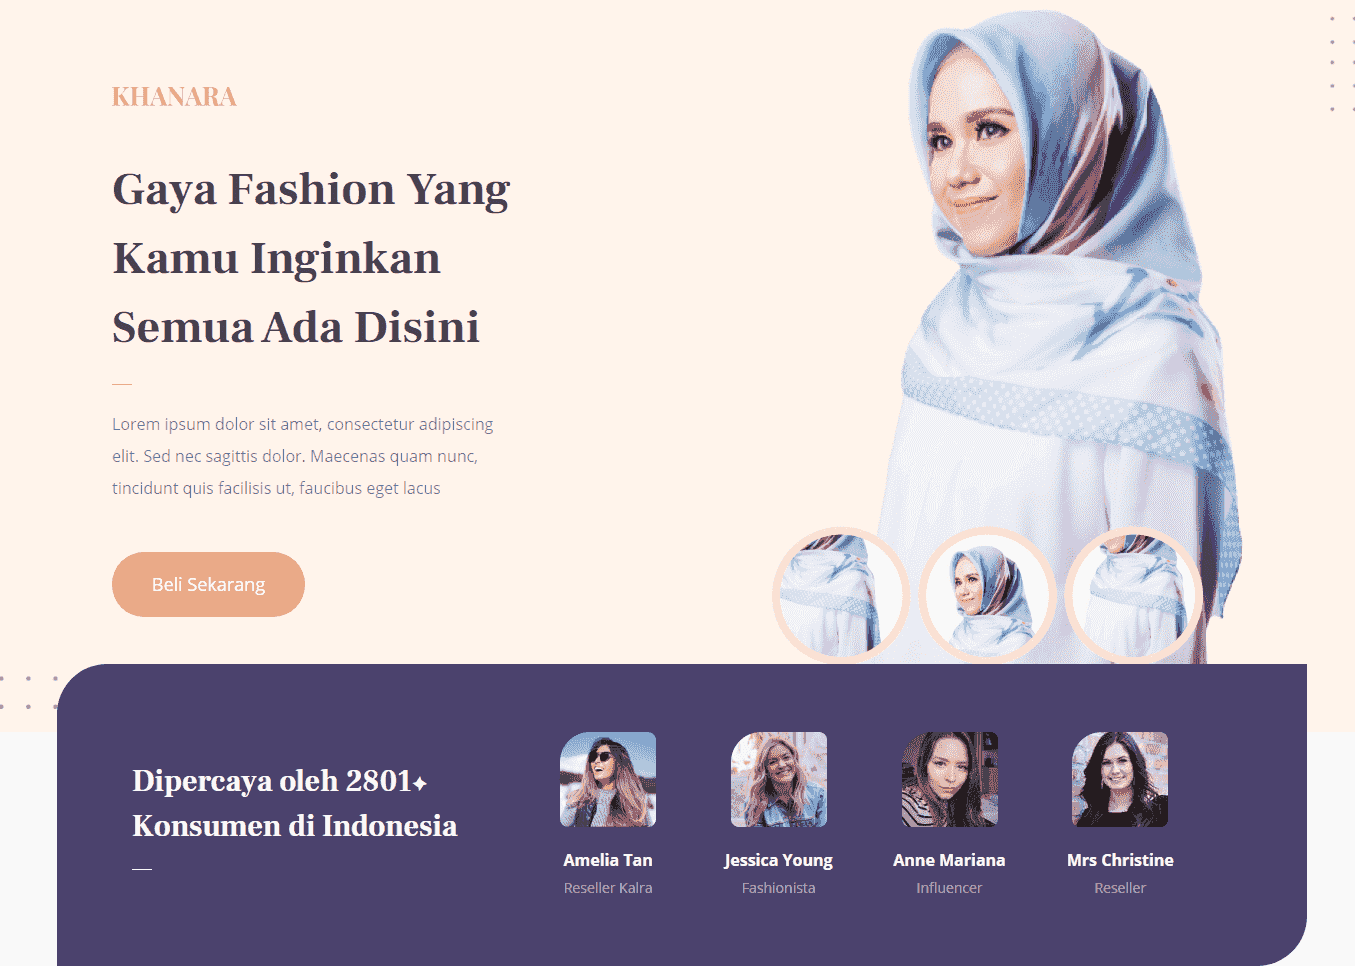 KHANARA
Gaya Fashion Yang
Kamu Inginkan
Semua Ada Disini
Lorem ipsum dolor sit amet, consectetur adipiscing
elit. Sed nec sagittis dolor. Maecenas quam nunc,
tincidunt quis facilisis ut, faucibus eget lacus
Beli Sekarang
Dipercaya oleh 2801✦
Konsumen di Indonesia
Amelia Tan
Reseller Kalra
Jessica Young
Fashionista
Anne Mariana
Influencer
Mrs Christine
Reseller